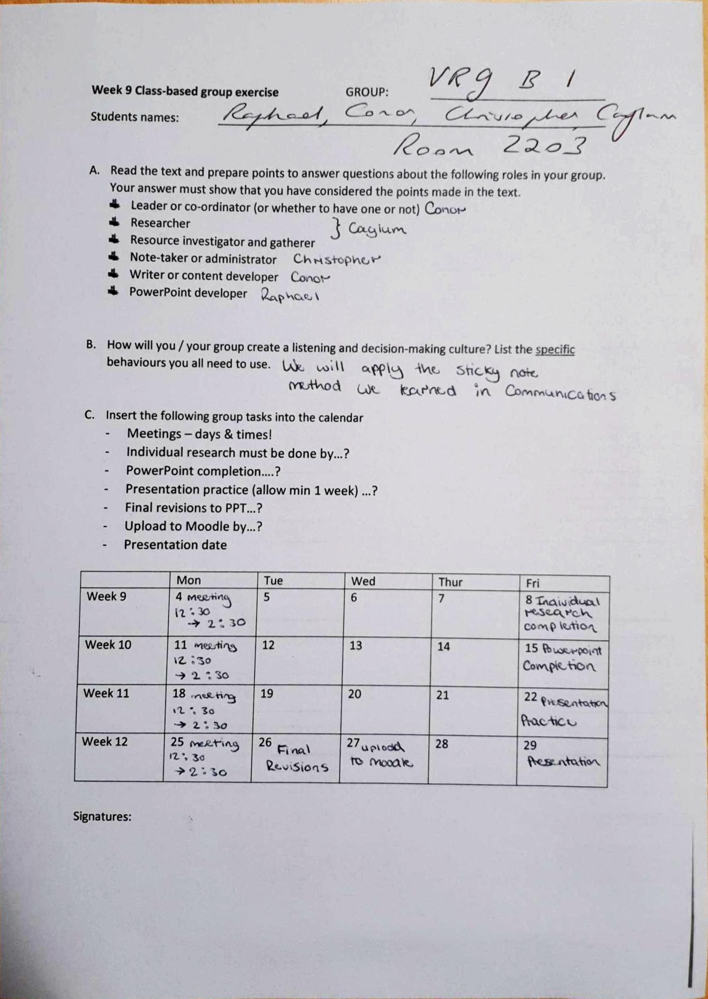 VRg B 1
Week 9 Class-based group exercise GROUP:
Students names: Raphael, Conor, Christopher Caglum
Room 2203
A. Read the text and prepare points to answer questions about the following roles in your group.
Your answer must show that you have considered the points made in the text.
Leader or co-ordinator (or whether to have one or not) Conor
Researcher
} Caglum
Resource investigator and gatherer
Note-taker or administrator Christopher
Writer or content developer Conor
PowerPoint developer Raphael
B. How will you / your group create a listening and decision-making culture? List the specific
behaviours you all need to use. We will apply the sticky note
method we learned in Communications
C. Insert the following group tasks into the calendar
- Meetings – days & times!
- Individual research must be done by...?
- PowerPoint completion....?
- Presentation practice (allow min 1 week) ...?
- Final revisions to PPT...?
- Upload to Moodle by...?
- Presentation date
Mon Tue Wed Thur Fri
Week 9 4 meeting 5 6 7 8 Individual
12:30 research
→ 2:30 completion
Week 10 11 meeting 12 13 14 15 Powerpoint
12:30 Completion
→ 2:30
Week 11 18 meeting 19 20 21 22 Presentation
12:30 Practice
→ 2:30
Week 12 25 meeting 26 Final 27 upload 28 29
12:30 Revisions to moodle Presentation
→ 2:30
Signatures: